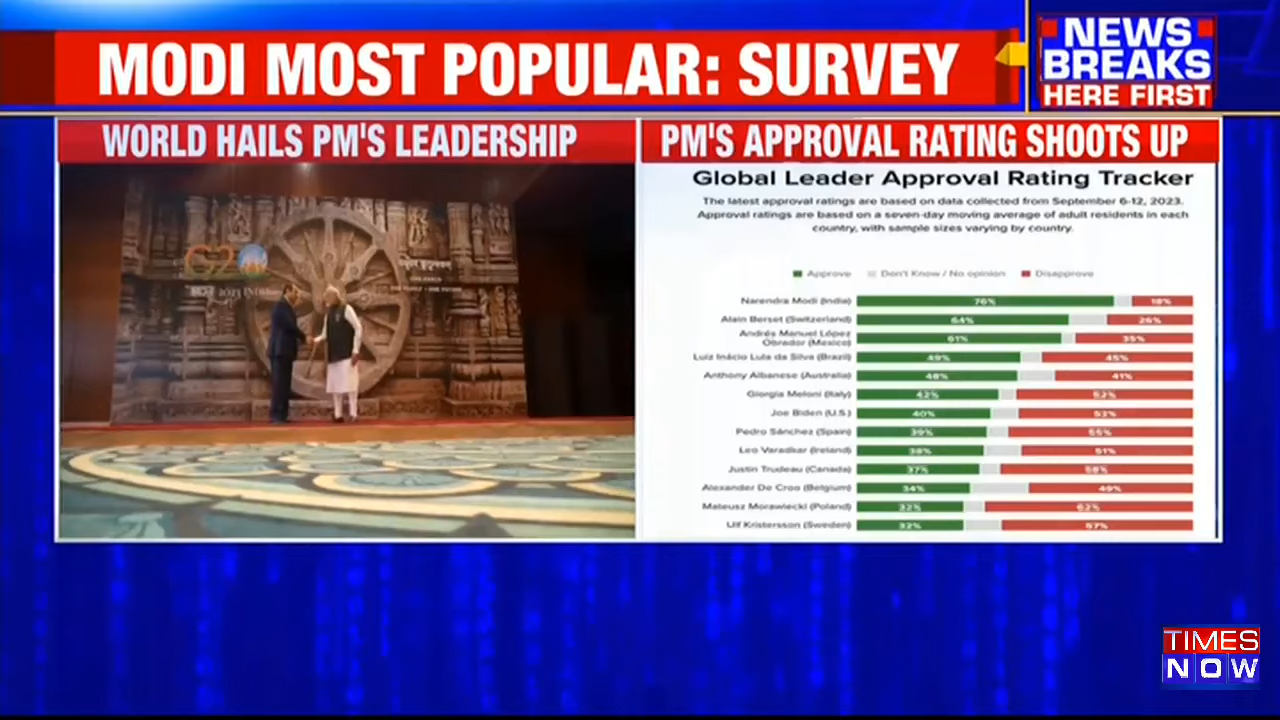 MODI MOST POPULAR: SURVEY
NEWS
BREAKS
HERE FIRST
WORLD HAILS PM'S LEADERSHIP
G20
PM'S APPROVAL RATING SHOOTS UP
Global Leader Approval Rating Tracker
The latest approval ratings are based on data collected from September 6-12, 2023.
Approval ratings are based on a seven-day moving average of adult residents in each
country, with sample sizes varying by country.
Approve Don't Know / No opinion Disapprove
Narendra Modi (India) 76% 18%
Alain Berset (Switzerland) 64% 26%
Andrés Manuel López
Obrador (Mexico) 61% 35%
Luiz Inácio Lula da Silva (Brazil) 49% 45%
Anthony Albanese (Australia) 48% 41%
Giorgia Meloni (Italy) 42% 52%
Joe Biden (U.S.) 40% 53%
Pedro Sánchez (Spain) 39% 55%
Leo Varadkar (Ireland) 38% 51%
Justin Trudeau (Canada) 37% 58%
Alexander De Croo (Belgium) 34% 49%
Mateusz Morawiecki (Poland) 32% 62%
Ulf Kristersson (Sweden) 32% 57%
TIMES
NOW